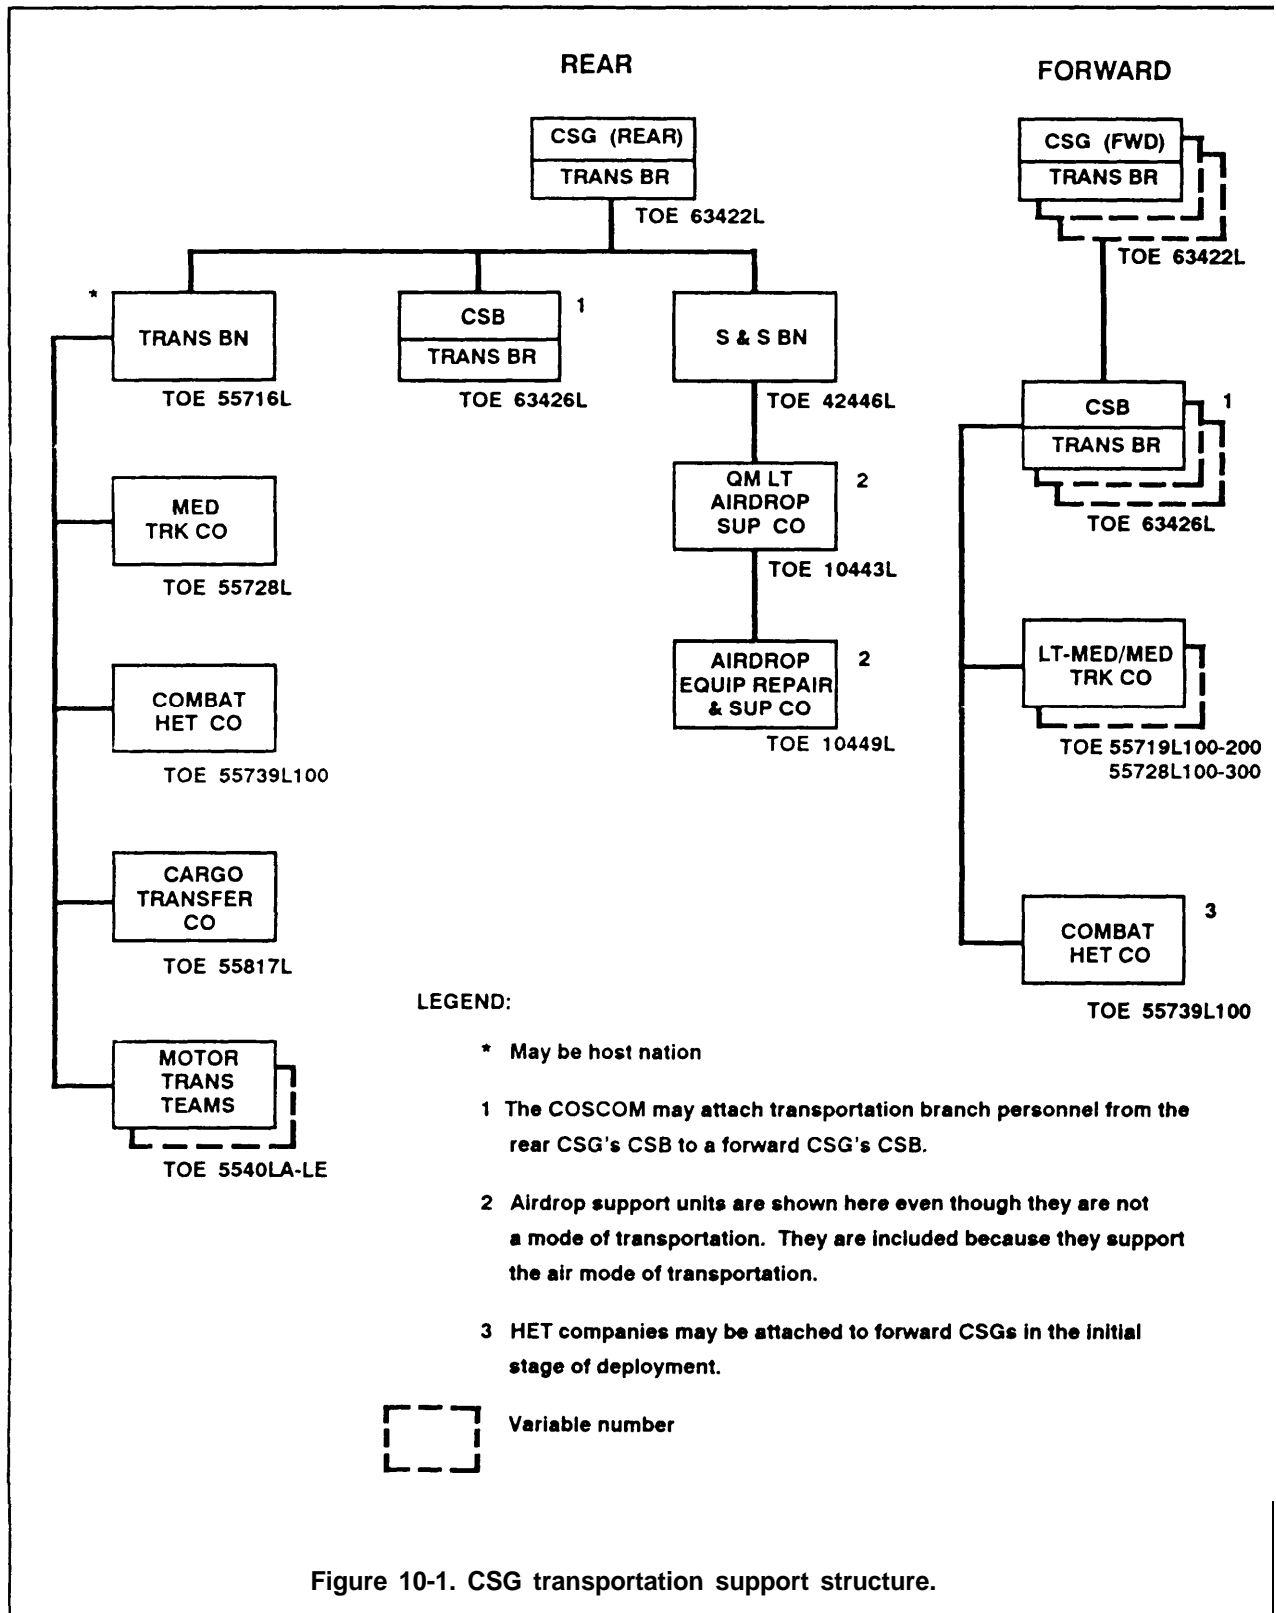 REAR
FORWARD
CSG (REAR)
TRANS BR
TOE 63422L
CSG (FWD)
TRANS BR
TOE 63422L
*
TRANS BN
TOE 55716L
CSB
TRANS BR
1
TOE 63426L
S & S BN
TOE 42446L
CSB
TRANS BR
1
TOE 63426L
MED
TRK CO
TOE 55728L
QM LT
AIRDROP
SUP CO
2
TOE 10443L
COMBAT
HET CO
TOE 55739L100
AIRDROP
EQUIP REPAIR
& SUP CO
2
TOE 10449L
LT-MED/MED
TRK CO
TOE 55719L100-200
55728L100-300
CARGO
TRANSFER
CO
TOE 55817L
COMBAT
HET CO
3
TOE 55739L100
MOTOR
TRANS
TEAMS
TOE 5540LA-LE
LEGEND:
* May be host nation
1 The COSCOM may attach transportation branch personnel from the
rear CSG's CSB to a forward CSG's CSB.
2 Airdrop support units are shown here even though they are not
a mode of transportation. They are included because they support
the air mode of transportation.
3 HET companies may be attached to forward CSGs in the initial
stage of deployment.
Variable number
Figure 10-1. CSG transportation support structure.